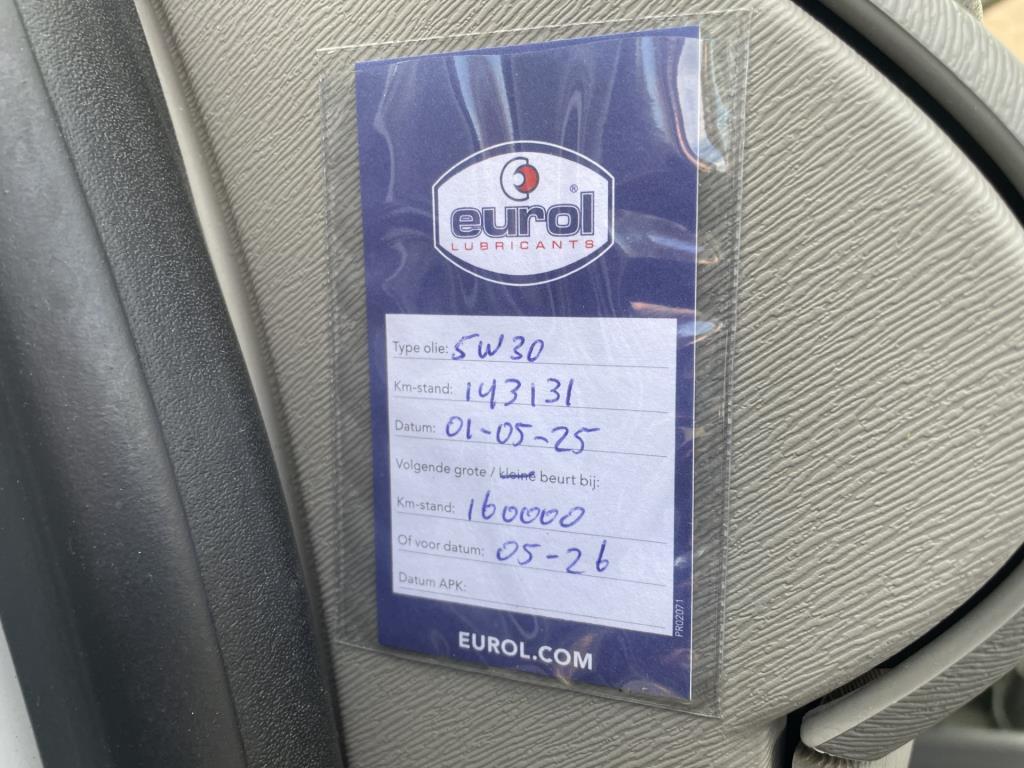 eurol®
LUBRICANTS
Type olie: 5W30
Km-stand: 143131
Datum: 01-05-25
Volgende grote / kleine beurt bij:
Km-stand: 160000
Of voor datum: 05-26
Datum APK:
PR02071
EUROL.COM